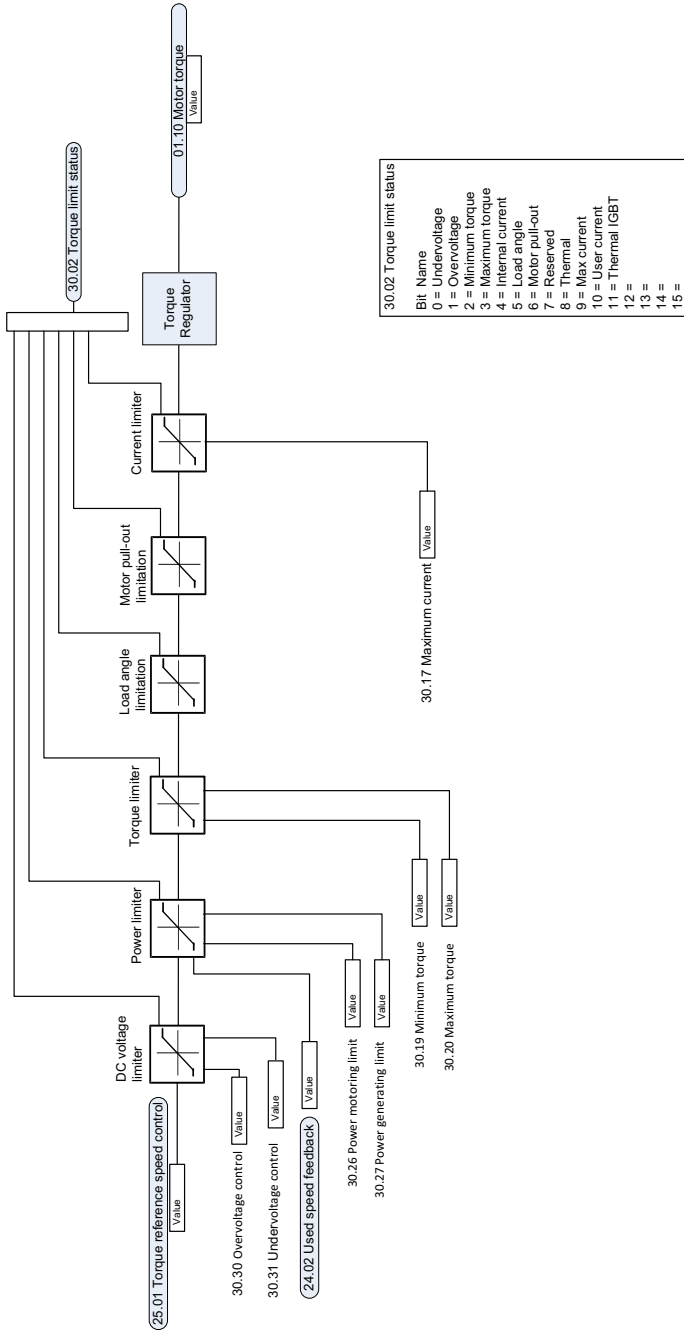 25.01 Torque reference speed control
Value
DC voltage
limiter
30.30 Overvoltage control
Value
30.31 Undervoltage control
Value
24.02 Used speed feedback
Value
Power limiter
30.26 Power motoring limit
Value
30.27 Power generating limit
Value
Torque limiter
30.19 Minimum torque
Value
30.20 Maximum torque
Value
Load angle
limitation
Motor pull-out
limitation
Current limiter
30.17 Maximum current
Value
Torque
Regulator
30.02 Torque limit status
01.10 Motor torque
Value
30.02 Torque limit status
Bit Name
0 = Undervoltage
1 = Overvoltage
2 = Minimum torque
3 = Maximum torque
4 = Internal current
5 = Load angle
6 = Motor pull-out
7 = Reserved
8 = Thermal
9 = Max current
10 = User current
11 = Thermal IGBT
12 =
13 =
14 =
15 =